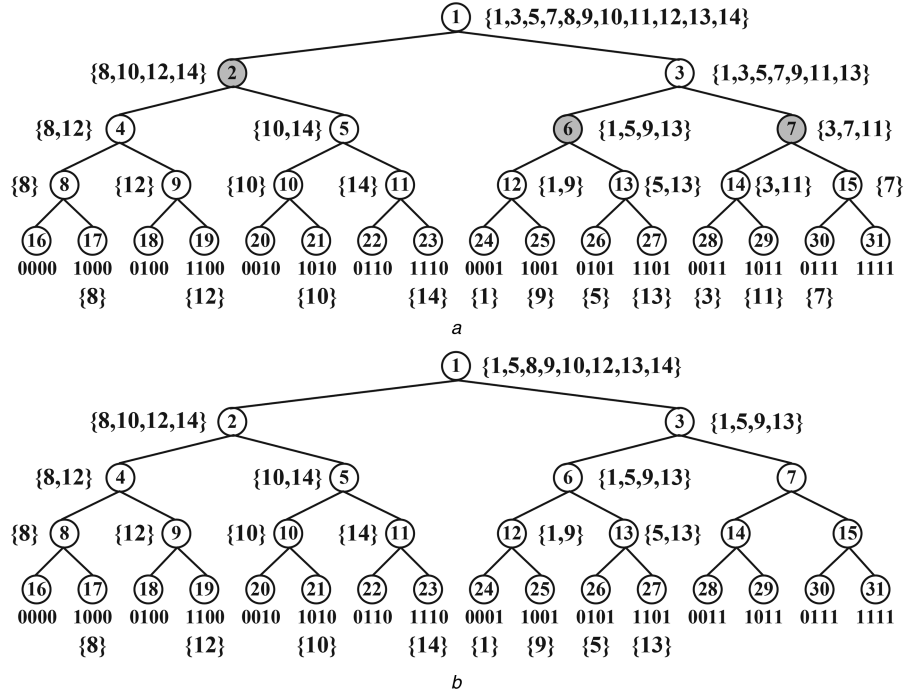 1 {1,3,5,7,8,9,10,11,12,13,14}
{8,10,12,14} 2 3 {1,3,5,7,9,11,13}
{8,12} 4 {10,14} 5 6 {1,5,9,13} 7 {3,7,11}
{8} 8 {12} 9 {10} 10 {14} 11 12 {1,9} 13 {5,13} 14 {3,11} 15 {7}
16 17 18 19 20 21 22 23 24 25 26 27 28 29 30 31
0000 1000 0100 1100 0010 1010 0110 1110 0001 1001 0101 1101 0011 1011 0111 1111
{8} {12} {10} {14} {1} {9} {5} {13} {3} {11} {7}
a
1 {1,5,8,9,10,12,13,14}
{8,10,12,14} 2 3 {1,5,9,13}
{8,12} 4 {10,14} 5 6 {1,5,9,13} 7
{8} 8 {12} 9 {10} 10 {14} 11 12 {1,9} 13 {5,13} 14 15
16 17 18 19 20 21 22 23 24 25 26 27 28 29 30 31
0000 1000 0100 1100 0010 1010 0110 1110 0001 1001 0101 1101 0011 1011 0111 1111
{8} {12} {10} {14} {1} {9} {5} {13}
b